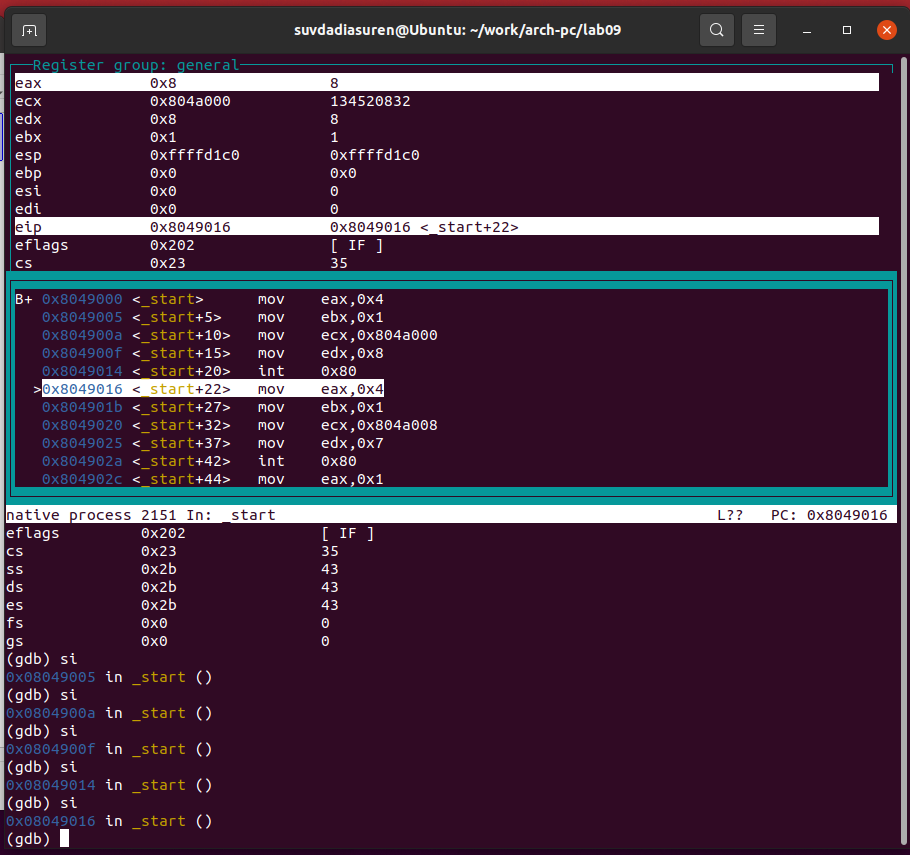 suvdadiasuren@Ubuntu: ~/work/arch-pc/lab09
Register group: general
eax 0x8 8
ecx 0x804a000 134520832
edx 0x8 8
ebx 0x1 1
esp 0xffffd1c0 0xffffd1c0
ebp 0x0 0x0
esi 0x0 0
edi 0x0 0
eip 0x8049016 0x8049016 <_start+22>
eflags 0x202 [ IF ]
cs 0x23 35
B+ 0x8049000 <_start> mov eax,0x4
0x8049005 <_start+5> mov ebx,0x1
0x804900a <_start+10> mov ecx,0x804a000
0x804900f <_start+15> mov edx,0x8
0x8049014 <_start+20> int 0x80
>0x8049016 <_start+22> mov eax,0x4
0x804901b <_start+27> mov ebx,0x1
0x8049020 <_start+32> mov ecx,0x804a008
0x8049025 <_start+37> mov edx,0x7
0x804902a <_start+42> int 0x80
0x804902c <_start+44> mov eax,0x1
native process 2151 In: _start L?? PC: 0x8049016
eflags 0x202 [ IF ]
cs 0x23 35
ss 0x2b 43
ds 0x2b 43
es 0x2b 43
fs 0x0 0
gs 0x0 0
(gdb) si
0x08049005 in _start ()
(gdb) si
0x0804900a in _start ()
(gdb) si
0x0804900f in _start ()
(gdb) si
0x08049014 in _start ()
(gdb) si
0x08049016 in _start ()
(gdb)